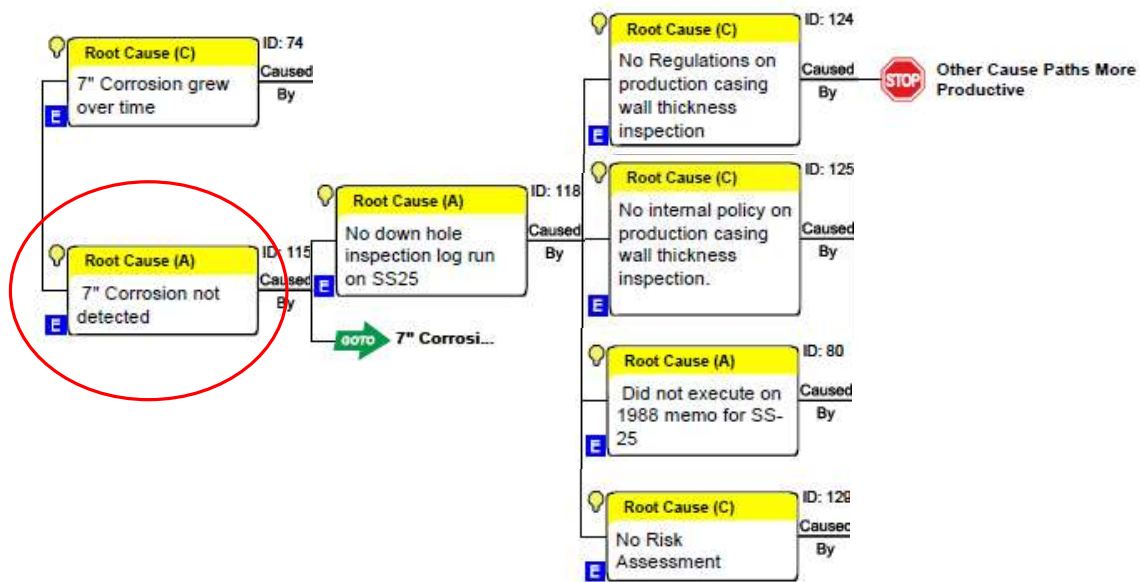 Root Cause (C)
ID: 74
7" Corrosion grew
over time
Caused
By
E
Root Cause (A)
ID: 115
7" Corrosion not
detected
Caused
By
E
Root Cause (A)
ID: 118
No down hole
inspection log run
on SS25
Caused
By
E
GOTO
7" Corrosi...
Root Cause (C)
ID: 124
No Regulations on
production casing
wall thickness
inspection
Caused
By
E
STOP
Other Cause Paths More
Productive
Root Cause (C)
ID: 125
No internal policy on
production casing
wall thickness
inspection.
Caused
By
E
Root Cause (A)
ID: 80
Did not execute on
1988 memo for SS-
25
Caused
By
E
Root Cause (C)
ID: 129
No Risk
Assessment
Caused
By
E